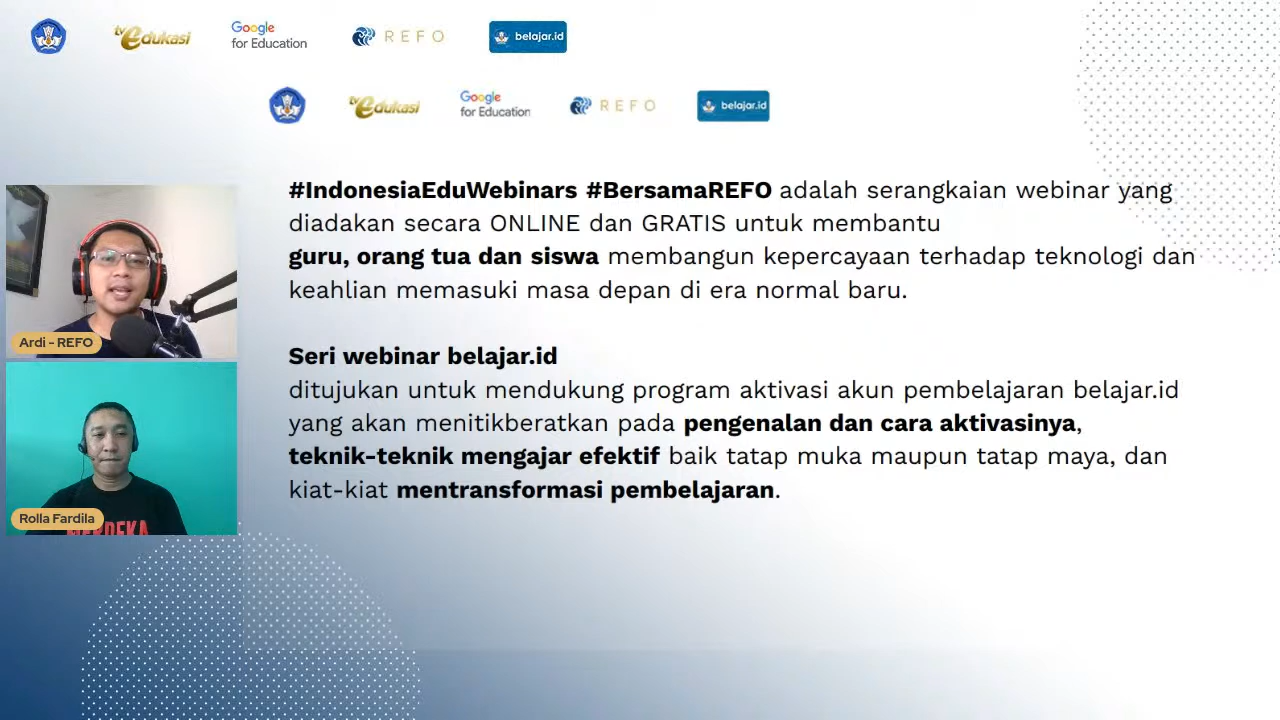 tv Edukasi
Google for Education
REFO
belajar.id
tv Edukasi
Google for Education
REFO
belajar.id
#IndonesiaEduWebinars #BersamaREFO adalah serangkaian webinar yang
diadakan secara ONLINE dan GRATIS untuk membantu
guru, orang tua dan siswa membangun kepercayaan terhadap teknologi dan
keahlian memasuki masa depan di era normal baru.
Seri webinar belajar.id
ditujukan untuk mendukung program aktivasi akun pembelajaran belajar.id
yang akan menitikberatkan pada pengenalan dan cara aktivasinya,
teknik-teknik mengajar efektif baik tatap muka maupun tatap maya, dan
kiat-kiat mentransformasi pembelajaran.
Ardi - REFO
MERDEKA
Rolla Fardila